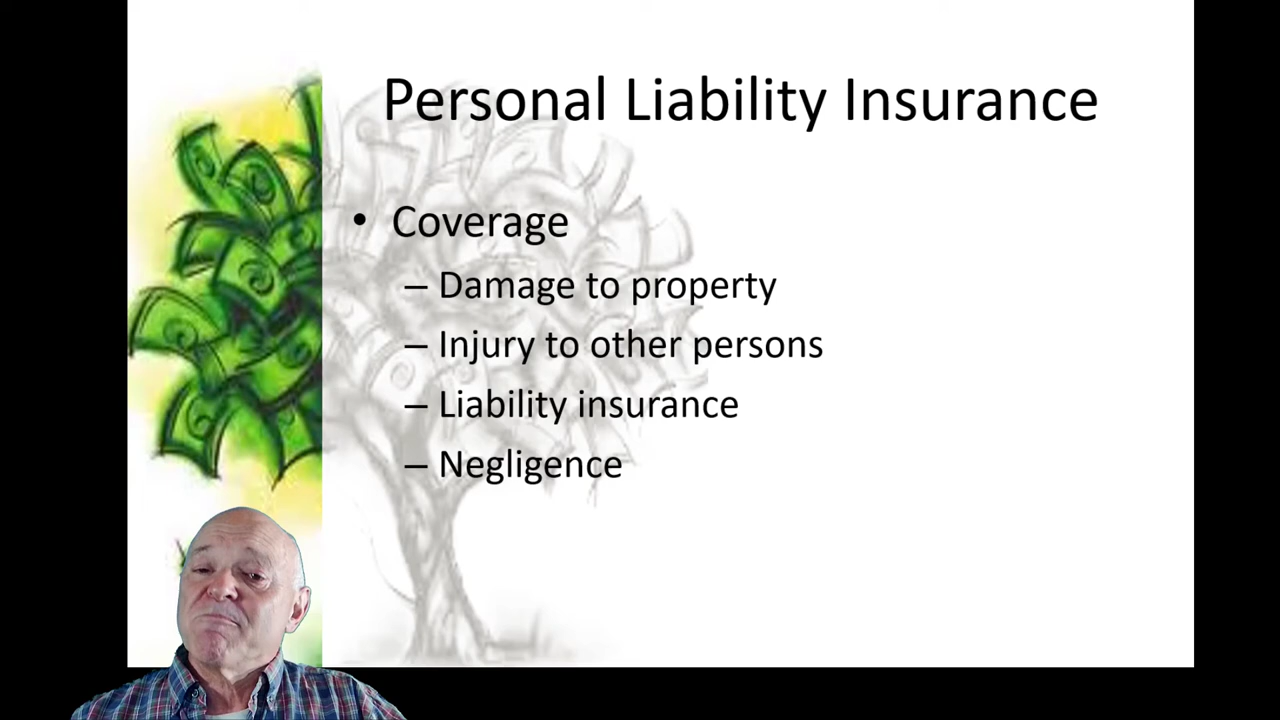 Personal Liability Insurance
• Coverage
– Damage to property
– Injury to other persons
– Liability insurance
– Negligence